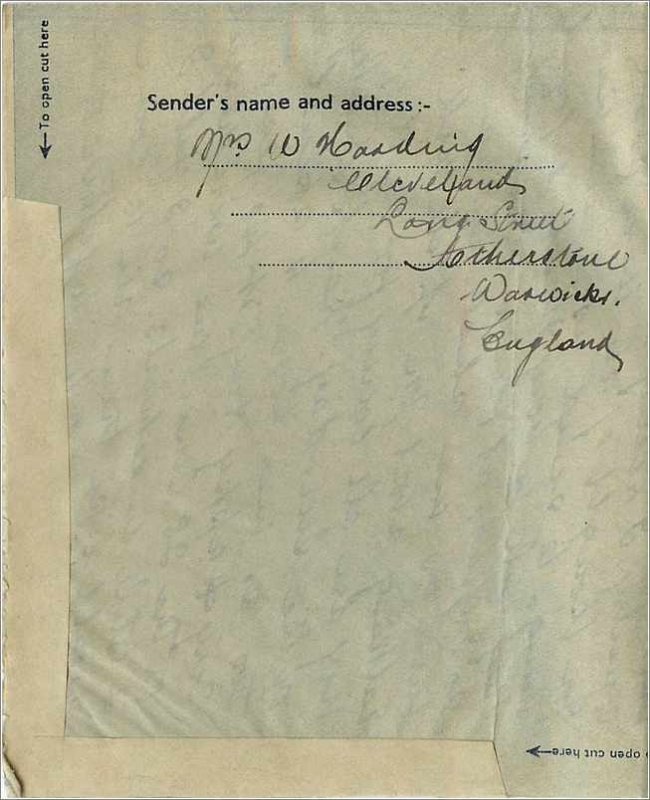 To open cut here
Sender's name and address :-
Mrs. W Harding
Cleveland,
Long Street
Atherstone
Warwicks.
England,
open cut here